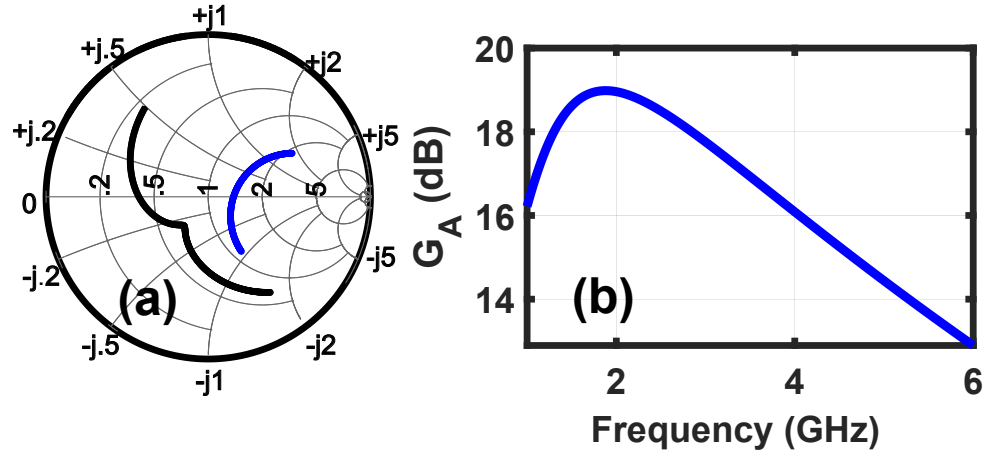 +j1
+j.5
+j2
+j.2
+j5
0
.2
.5
1
2
5
-j.2
-j5
-j.5
-j2
-j1
(a)
20
18
16
14
G_A (dB)
(b)
2 4 6
Frequency (GHz)